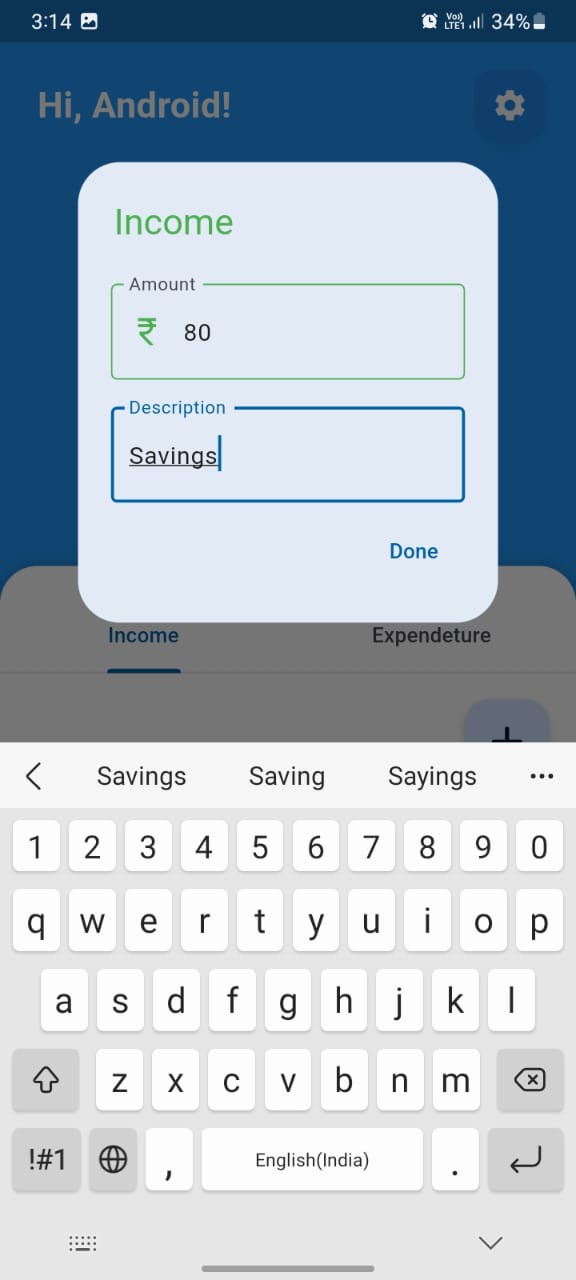 3:14 Vo)) LTE1 34%
Hi, Android!
Income
Amount
₹ 80
Description
Savings
Done
Income Expendeture
+
Savings Saving Sayings ...
1 2 3 4 5 6 7 8 9 0
q w e r t y u i o p
a s d f g h j k l
z x c v b n m
!#1 , English(India) .